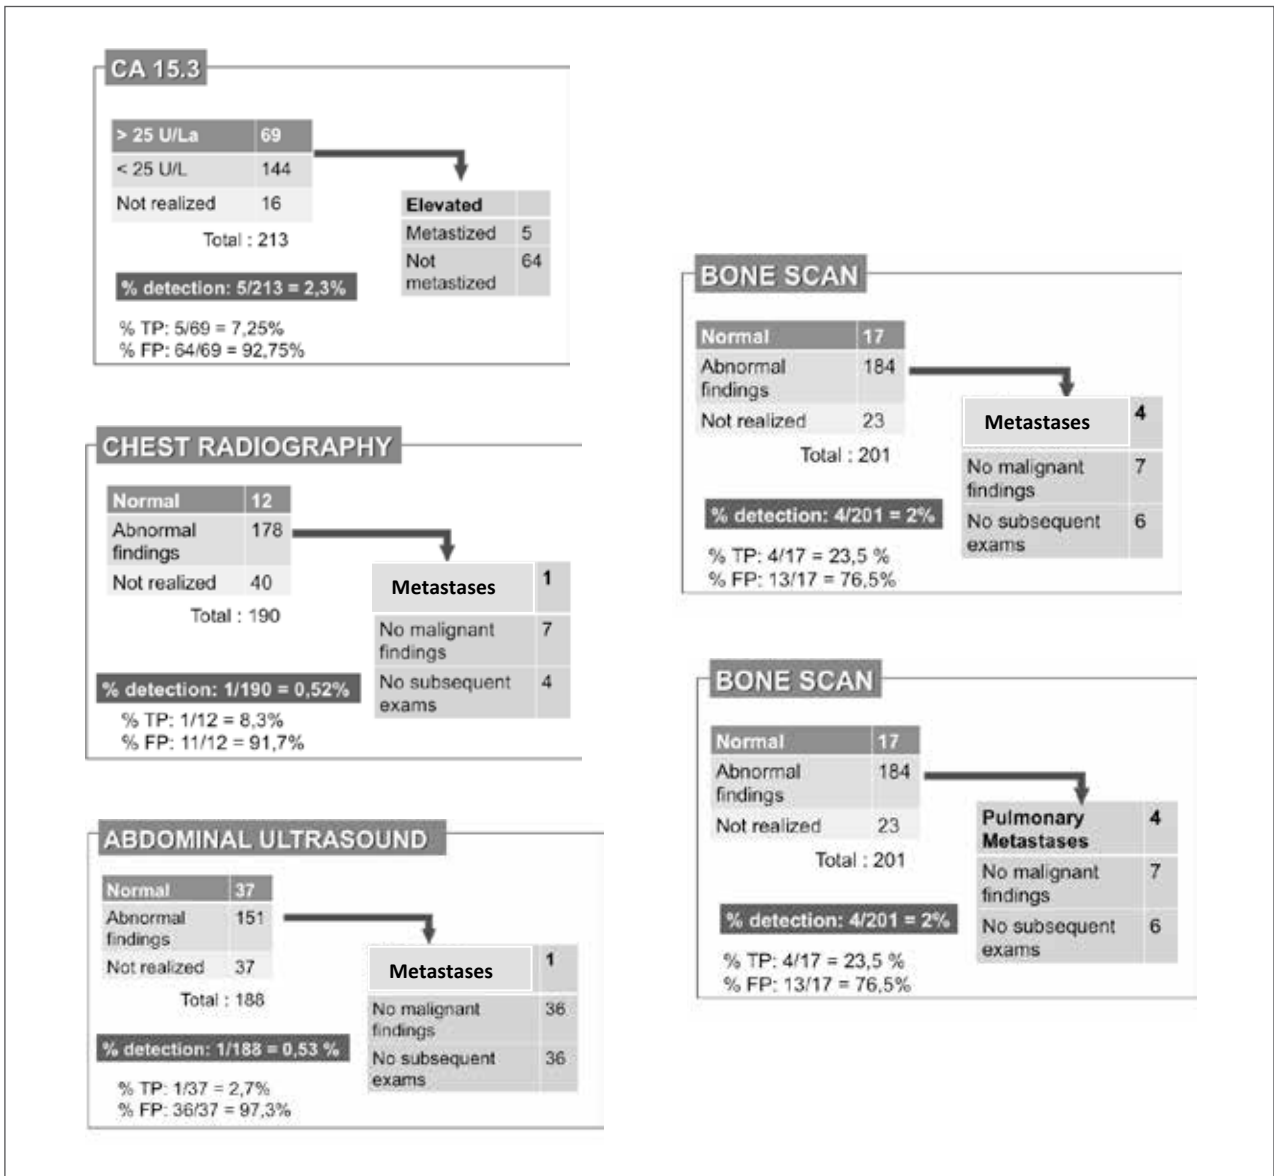 CA 15.3
> 25 U/La 69
< 25 U/L 144
Not realized 16
Total : 213
Elevated
Metastized 5
Not 64
metastized
% detection: 5/213 = 2,3%
% TP: 5/69 = 7,25%
% FP: 64/69 = 92,75%
CHEST RADIOGRAPHY
Normal 12
Abnormal 178
findings
Not realized 40
Total : 190
Metastases 1
No malignant 7
findings
No subsequent 4
exams
% detection: 1/190 = 0,52%
% TP: 1/12 = 8,3%
% FP: 11/12 = 91,7%
ABDOMINAL ULTRASOUND
Normal 37
Abnormal 151
findings
Not realized 37
Total : 188
Metastases 1
No malignant 36
findings
No subsequent 36
exams
% detection: 1/188 = 0,53 %
% TP: 1/37 = 2,7%
% FP: 36/37 = 97,3%
BONE SCAN
Normal 17
Abnormal 184
findings
Not realized 23
Total : 201
Metastases 4
No malignant 7
findings
No subsequent 6
exams
% detection: 4/201 = 2%
% TP: 4/17 = 23,5 %
% FP: 13/17 = 76,5%
BONE SCAN
Normal 17
Abnormal 184
findings
Not realized 23
Total : 201
Pulmonary 4
Metastases
No malignant 7
findings
No subsequent 6
exams
% detection: 4/201 = 2%
% TP: 4/17 = 23,5 %
% FP: 13/17 = 76,5%